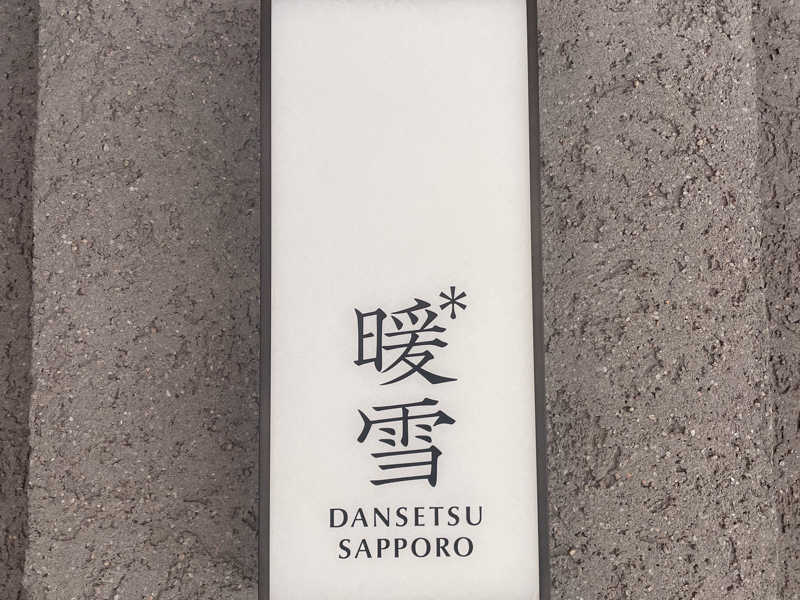 暖*
雪
DANSETSU
SAPPORO